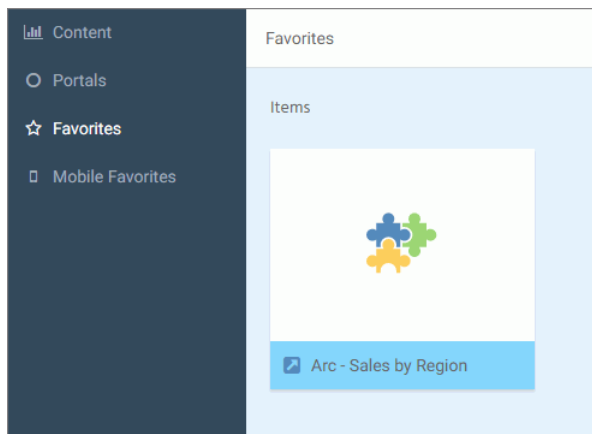 Content
Portals
Favorites
Mobile Favorites
Favorites
Items
Arc - Sales by Region